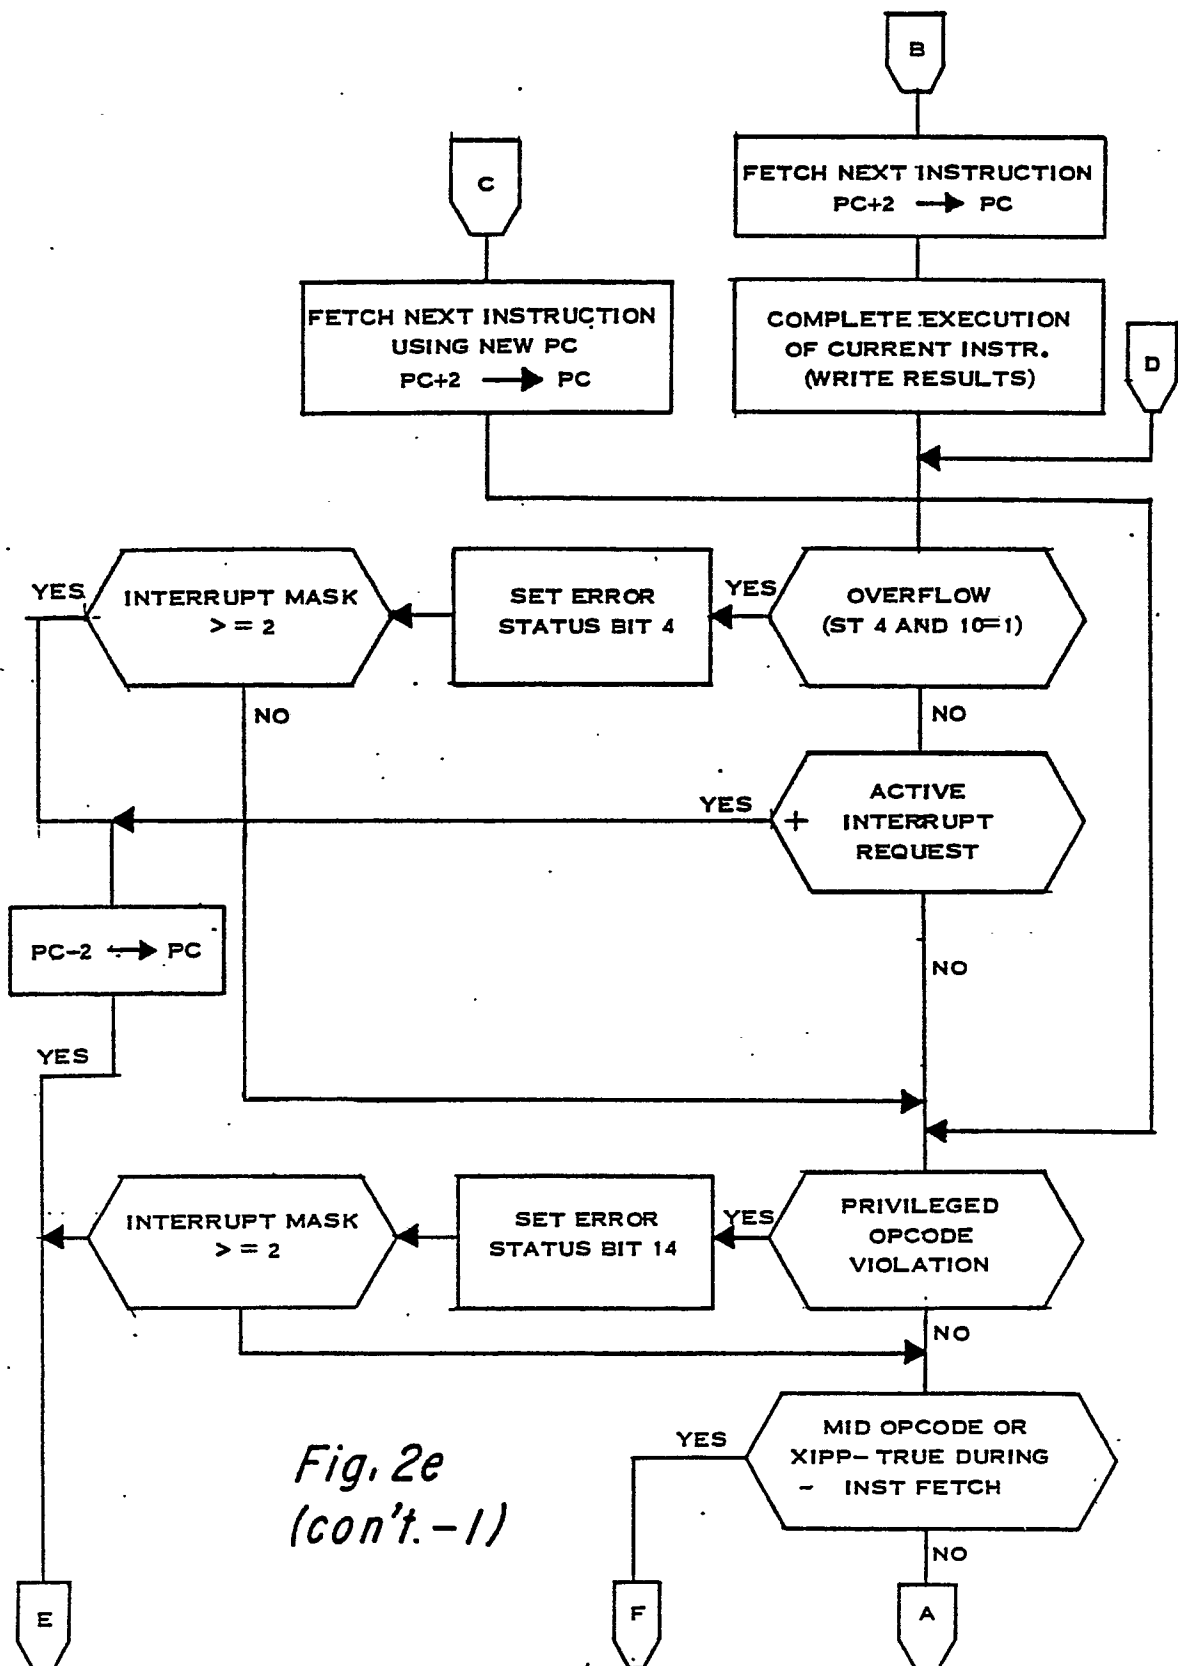 B
FETCH NEXT INSTRUCTION
PC+2 → PC
C
FETCH NEXT INSTRUCTION
USING NEW PC
PC+2 → PC
COMPLETE EXECUTION
OF CURRENT INSTR.
(WRITE RESULTS)
D
YES
INTERRUPT MASK
>= 2
SET ERROR
STATUS BIT 4
YES
OVERFLOW
(ST 4 AND 10=1)
NO
NO
YES
ACTIVE
INTERRUPT
REQUEST
PC-2 → PC
NO
YES
INTERRUPT MASK
>= 2
SET ERROR
STATUS BIT 14
YES
PRIVILEGED
OPCODE
VIOLATION
NO
YES
MID OPCODE OR
XIPP- TRUE DURING
INST FETCH
Fig. 2e
(con't.-1)
NO
E
F
A